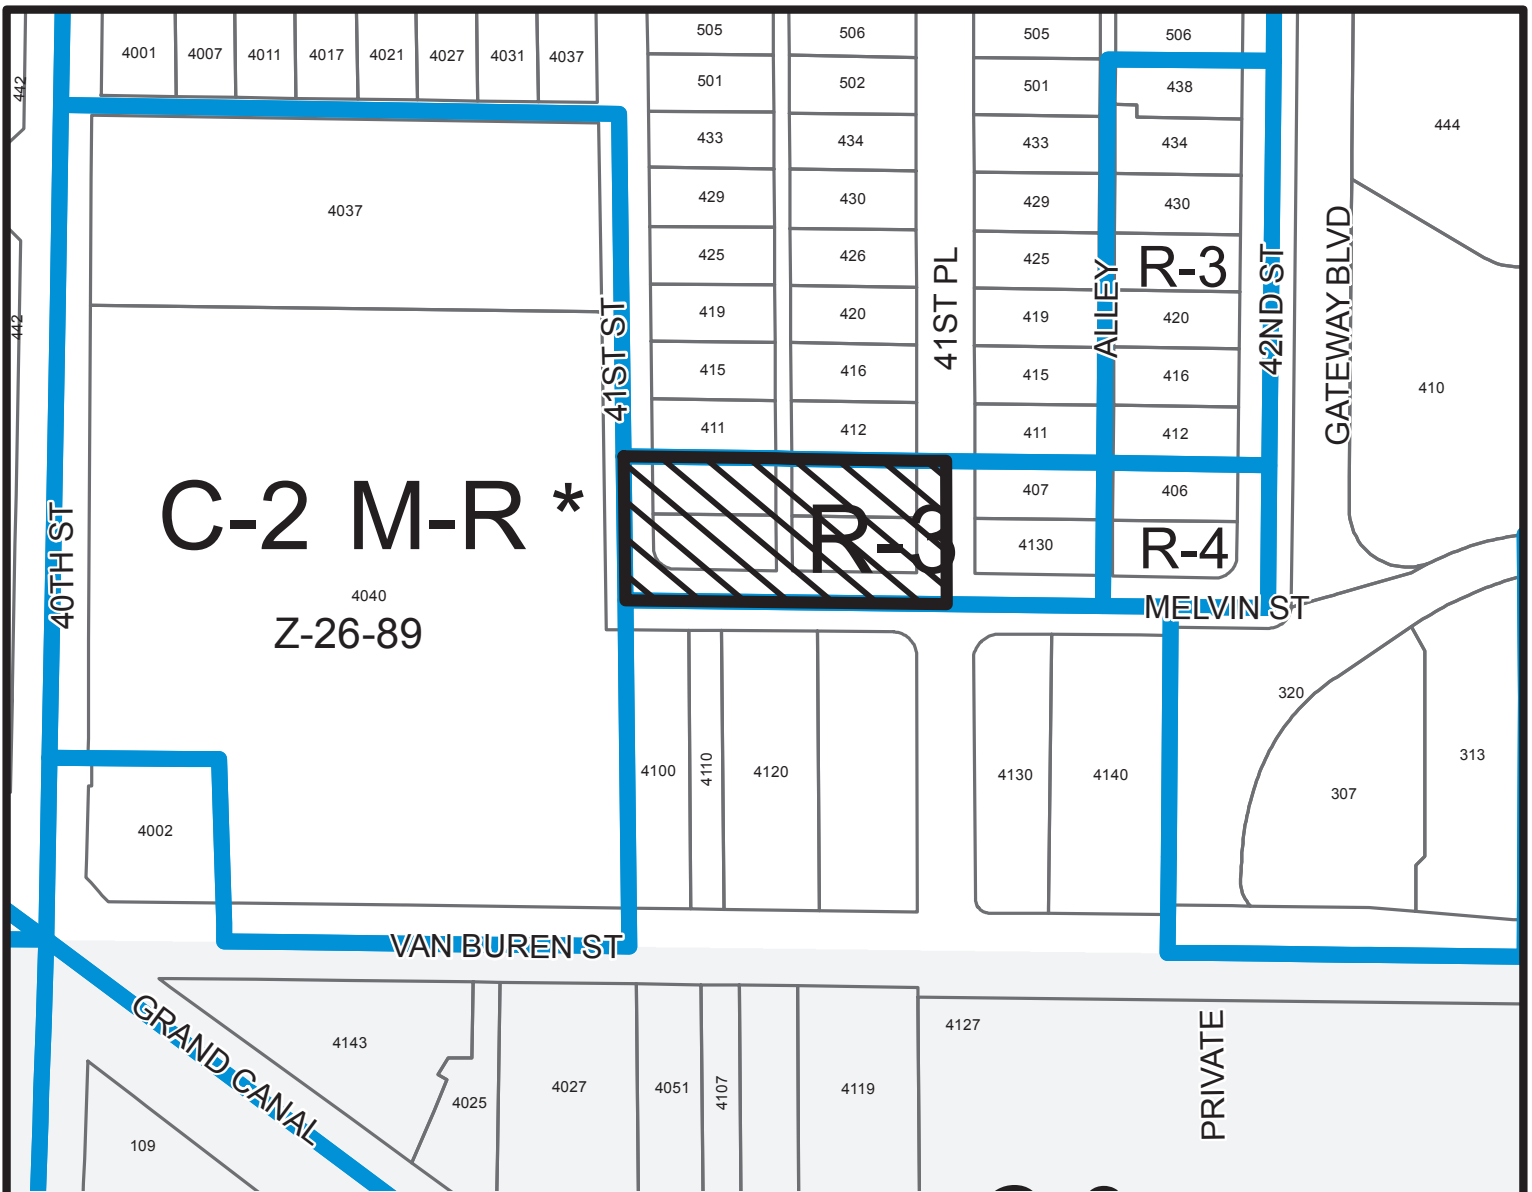 4001 4007 4011 4017 4021 4027 4031 4037
505 506 505 506
442
501 502 501 438
433 434 433 434
444
4037
429 430 429 430
425 426 425 R-3
442
419 420 419 420
41ST ST
41ST PL
ALLEY
42ND ST
GATEWAY BLVD
415 416 415 416
410
411 412 411 412
C-2 M-R *
407 406
R-3
4130 R-4
40TH ST
4040
Z-26-89
MELVIN ST
320
4100 4110 4120 4130 4140
313
307
4002
VAN BUREN ST
GRAND CANAL
4143
4127
PRIVATE
4025 4027 4051 4107 4119
109